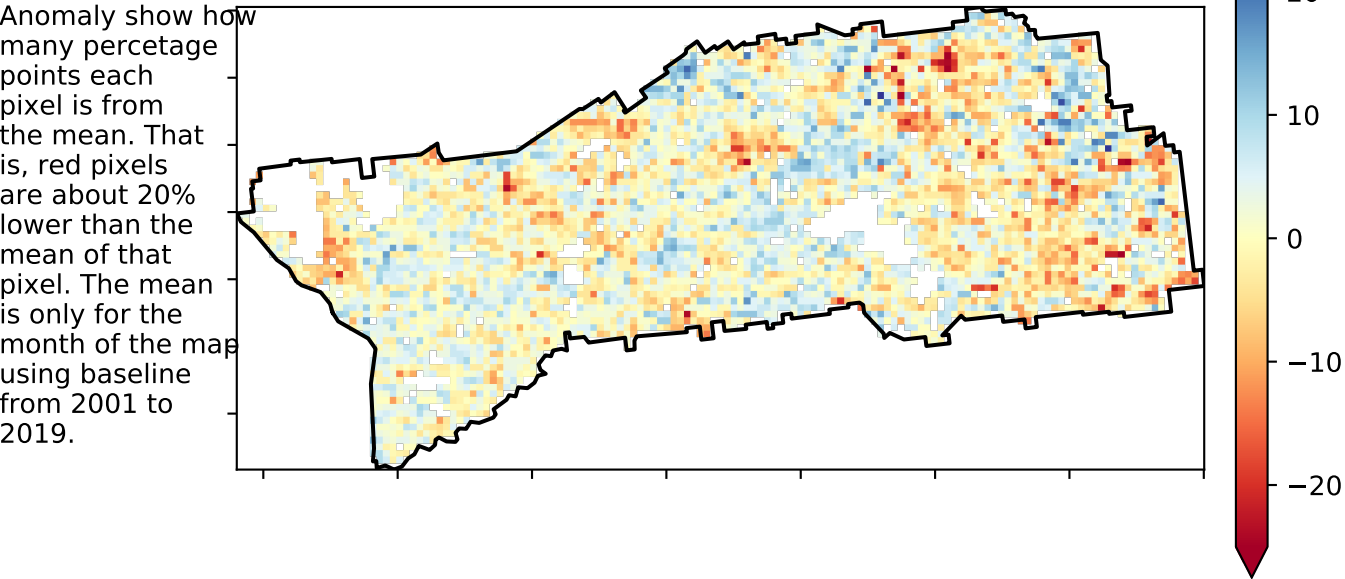 Anomaly show how
many percetage
points each
pixel is from
the mean. That
is, red pixels
are about 20%
lower than the
mean of that
pixel. The mean
is only for the
month of the map
using baseline
from 2001 to
2019.
10
0
−10
−20